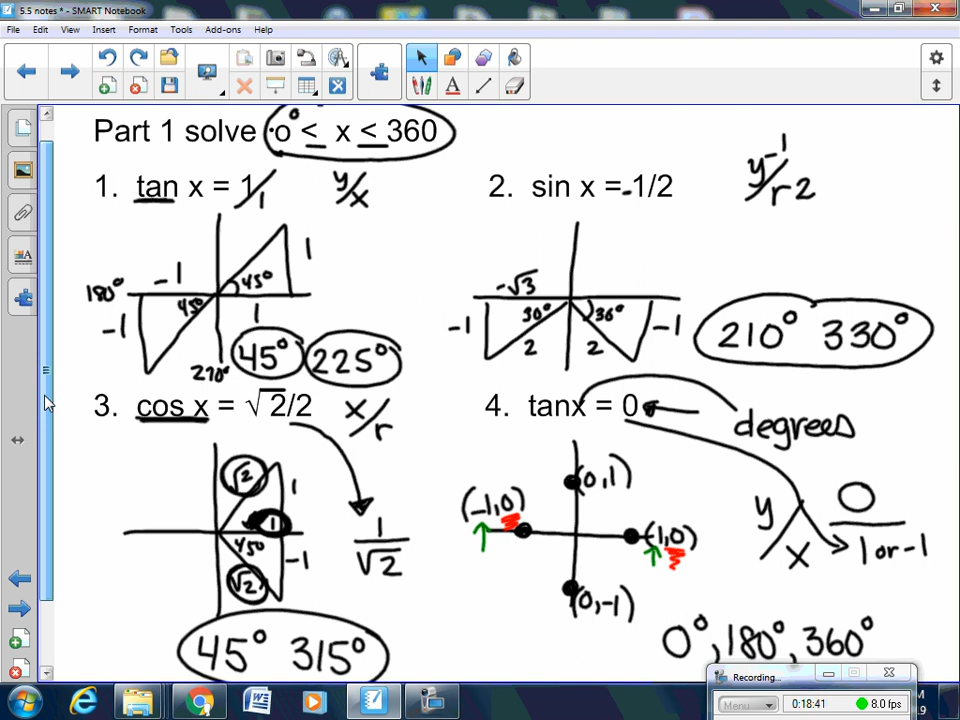 5.5 notes * - SMART Notebook
File Edit View Insert Format Tools Add-ons Help
Part 1 solve 0° ≤ x ≤ 360
1. tan x = 1/1 y/x
2. sin x = -1/2 y/r -1 2
-1 45° 1
180° 45° 1
-1
270° 45° 225°
-√3
-1 30° 30° -1
2 2
210° 330°
3. cos x = √2/2 x/r
4. tanx = 0 degrees
√2 1
1
45° -1
√2
1
√2
45° 315°
(0,1)
(-1,0) (1,0)
(0,-1)
y/x 0
1 or -1
0°, 180°, 360°
Recording...
Menu 0:18:41 8.0 fps